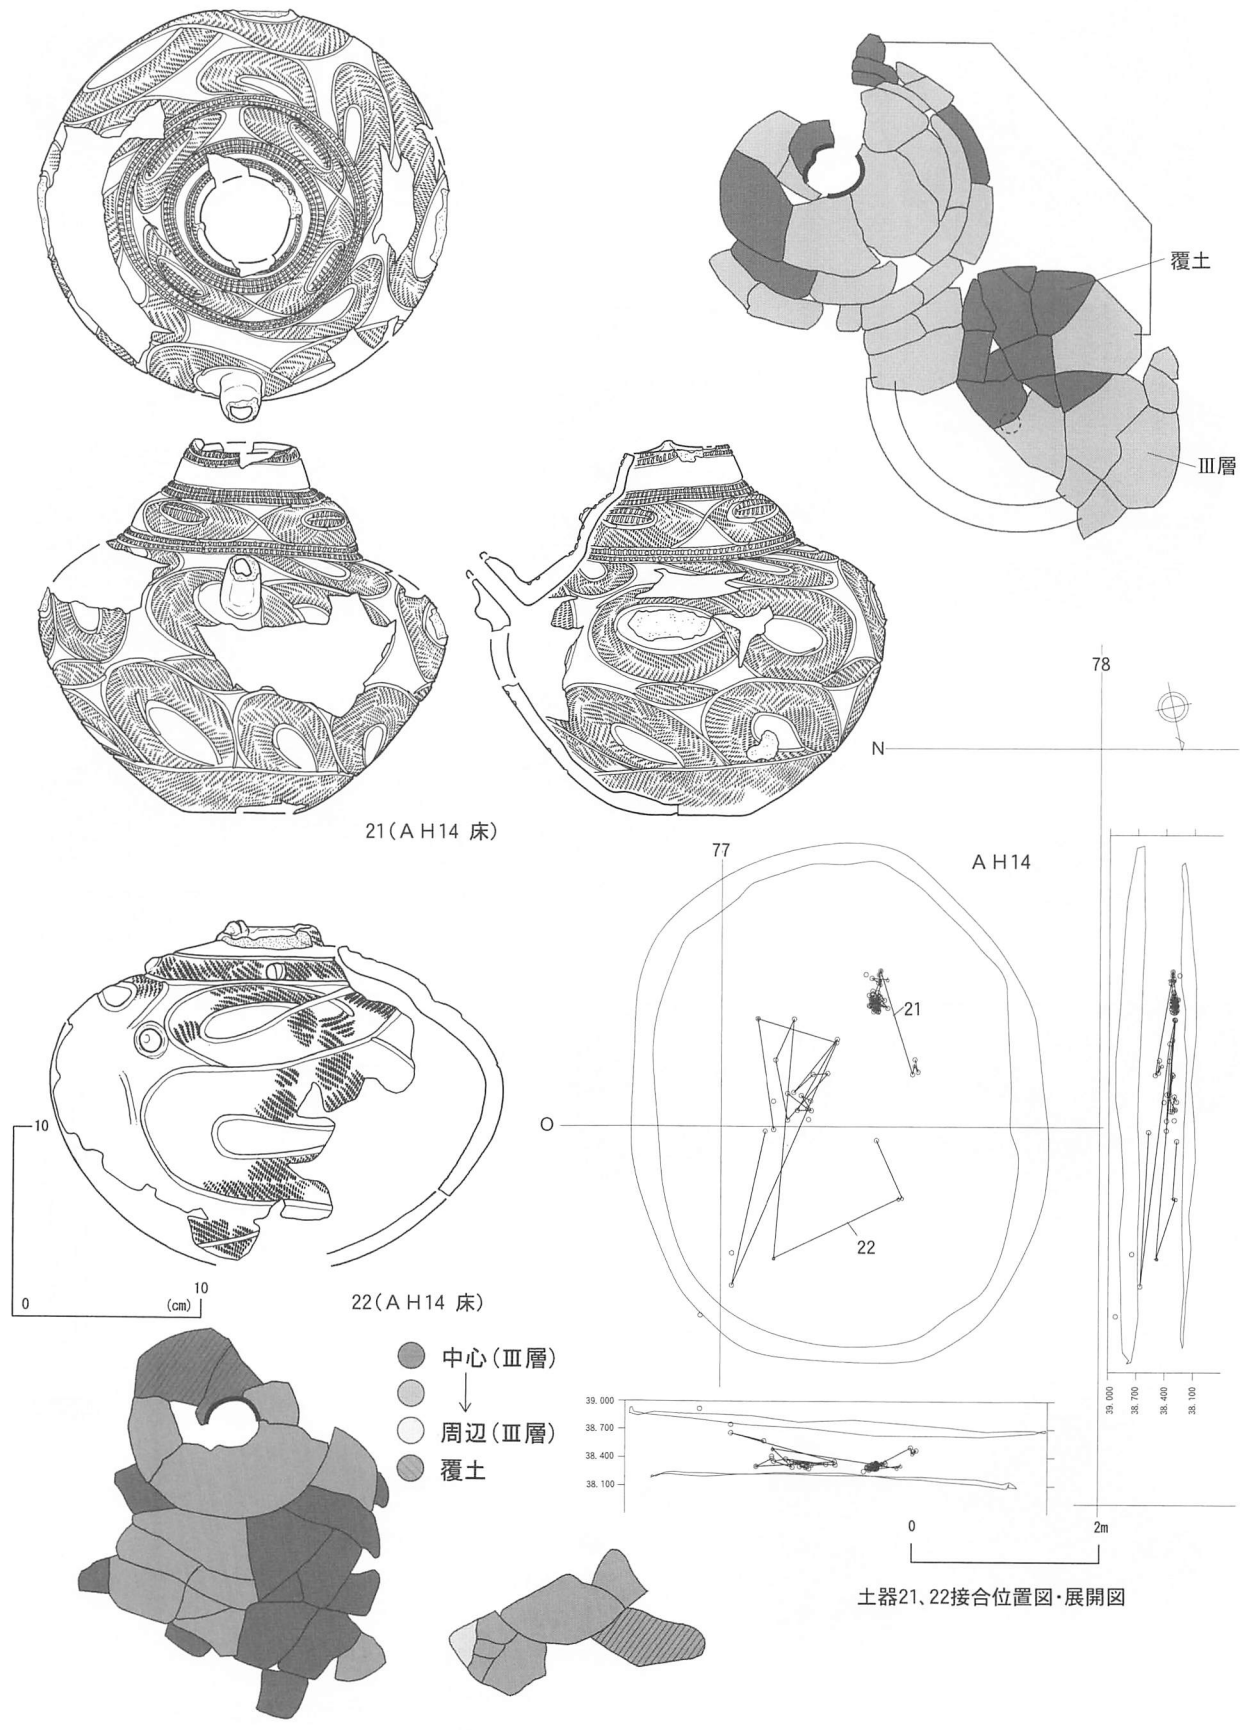 覆土
Ⅲ層
21(AH14 床)
78
N
77
AH14
21
O
22
10
0 (cm) 10
22(AH14 床)
中心(Ⅲ層)
周辺(Ⅲ層)
覆土
39.000
38.700
38.400
38.100
39.000
38.700
38.400
38.100
0 2m
土器21、22接合位置図・展開図